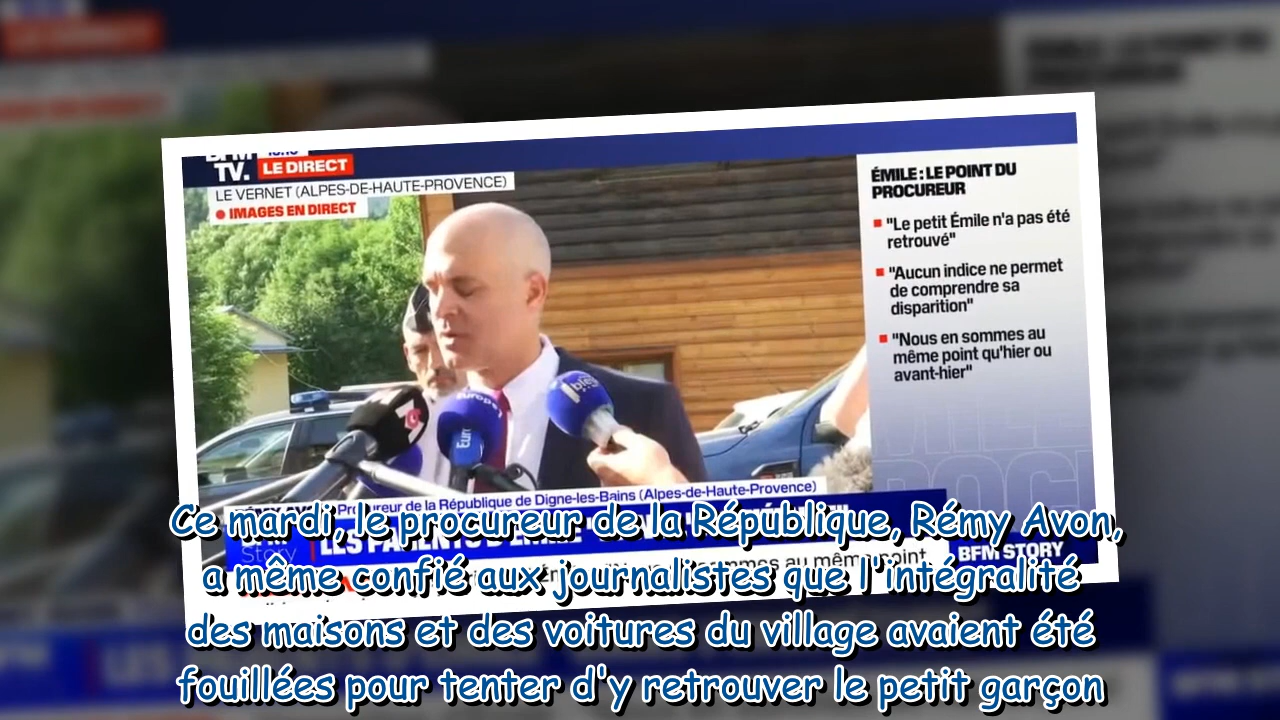 BFM
TV.
LE DIRECT
LE VERNET (ALPES-DE-HAUTE-PROVENCE)
IMAGES EN DIRECT
ÉMILE : LE POINT DU
PROCUREUR
"Le petit Émile n'a pas été
retrouvé"
"Aucun indice ne permet
de comprendre sa
disparition"
"Nous en sommes au
même point qu'hier ou
avant-hier"
Procureur de la République de Digne-les-Bains (Alpes-de-Haute-Provence)
BFM STORY
Ce mardi, le procureur de la République, Rémy Avon,
a même confié aux journalistes que l'intégralité
des maisons et des voitures du village avaient été
fouillées pour tenter d'y retrouver le petit garçon